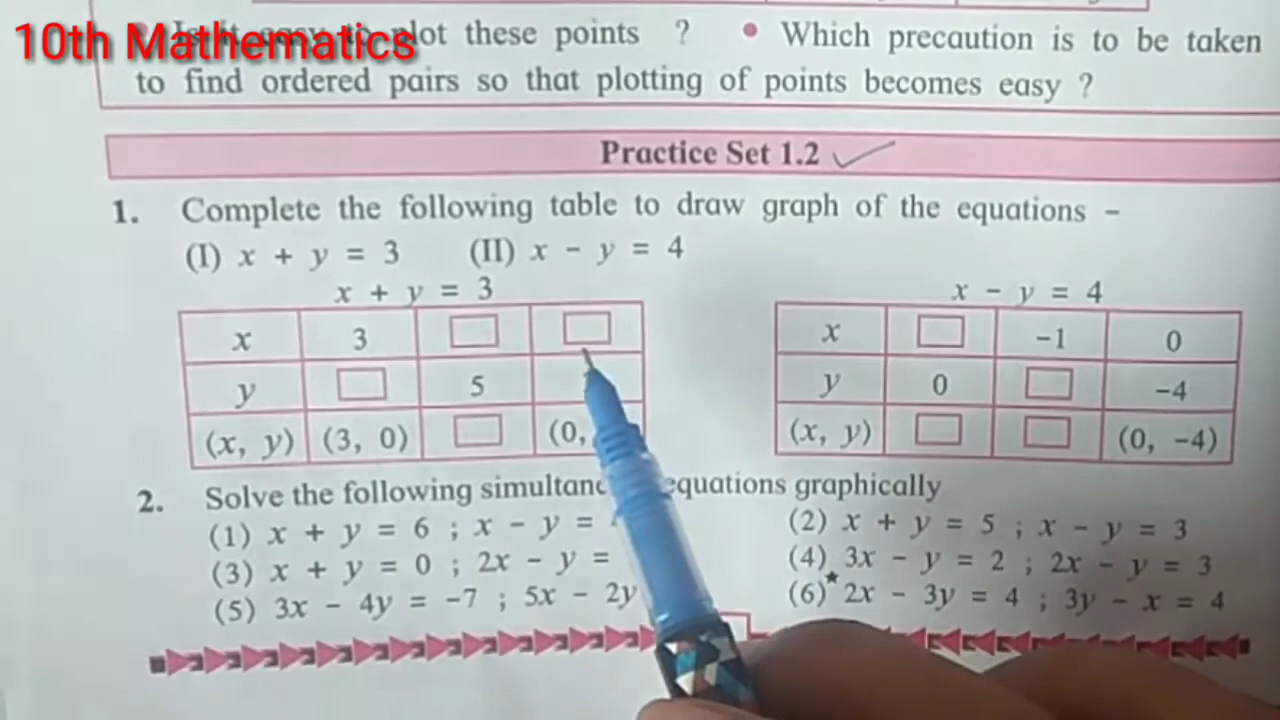 10th Mathematics
plot these points ? • Which precaution is to be taken
to find ordered pairs so that plotting of points becomes easy ?
Practice Set 1.2
1. Complete the following table to draw graph of the equations –
(I) x + y = 3 (II) x - y = 4
x + y = 3
x 3
y 5
(x, y) (3, 0) (0,
x - y = 4
x -1 0
y 0 -4
(x, y) (0, -4)
2. Solve the following simultaneous equations graphically
(1) x + y = 6 ; x - y =
(2) x + y = 5 ; x - y = 3
(3) x + y = 0 ; 2x - y =
(4) 3x - y = 2 ; 2x - y = 3
(5) 3x - 4y = -7 ; 5x - 2y
(6)* 2x - 3y = 4 ; 3y - x = 4